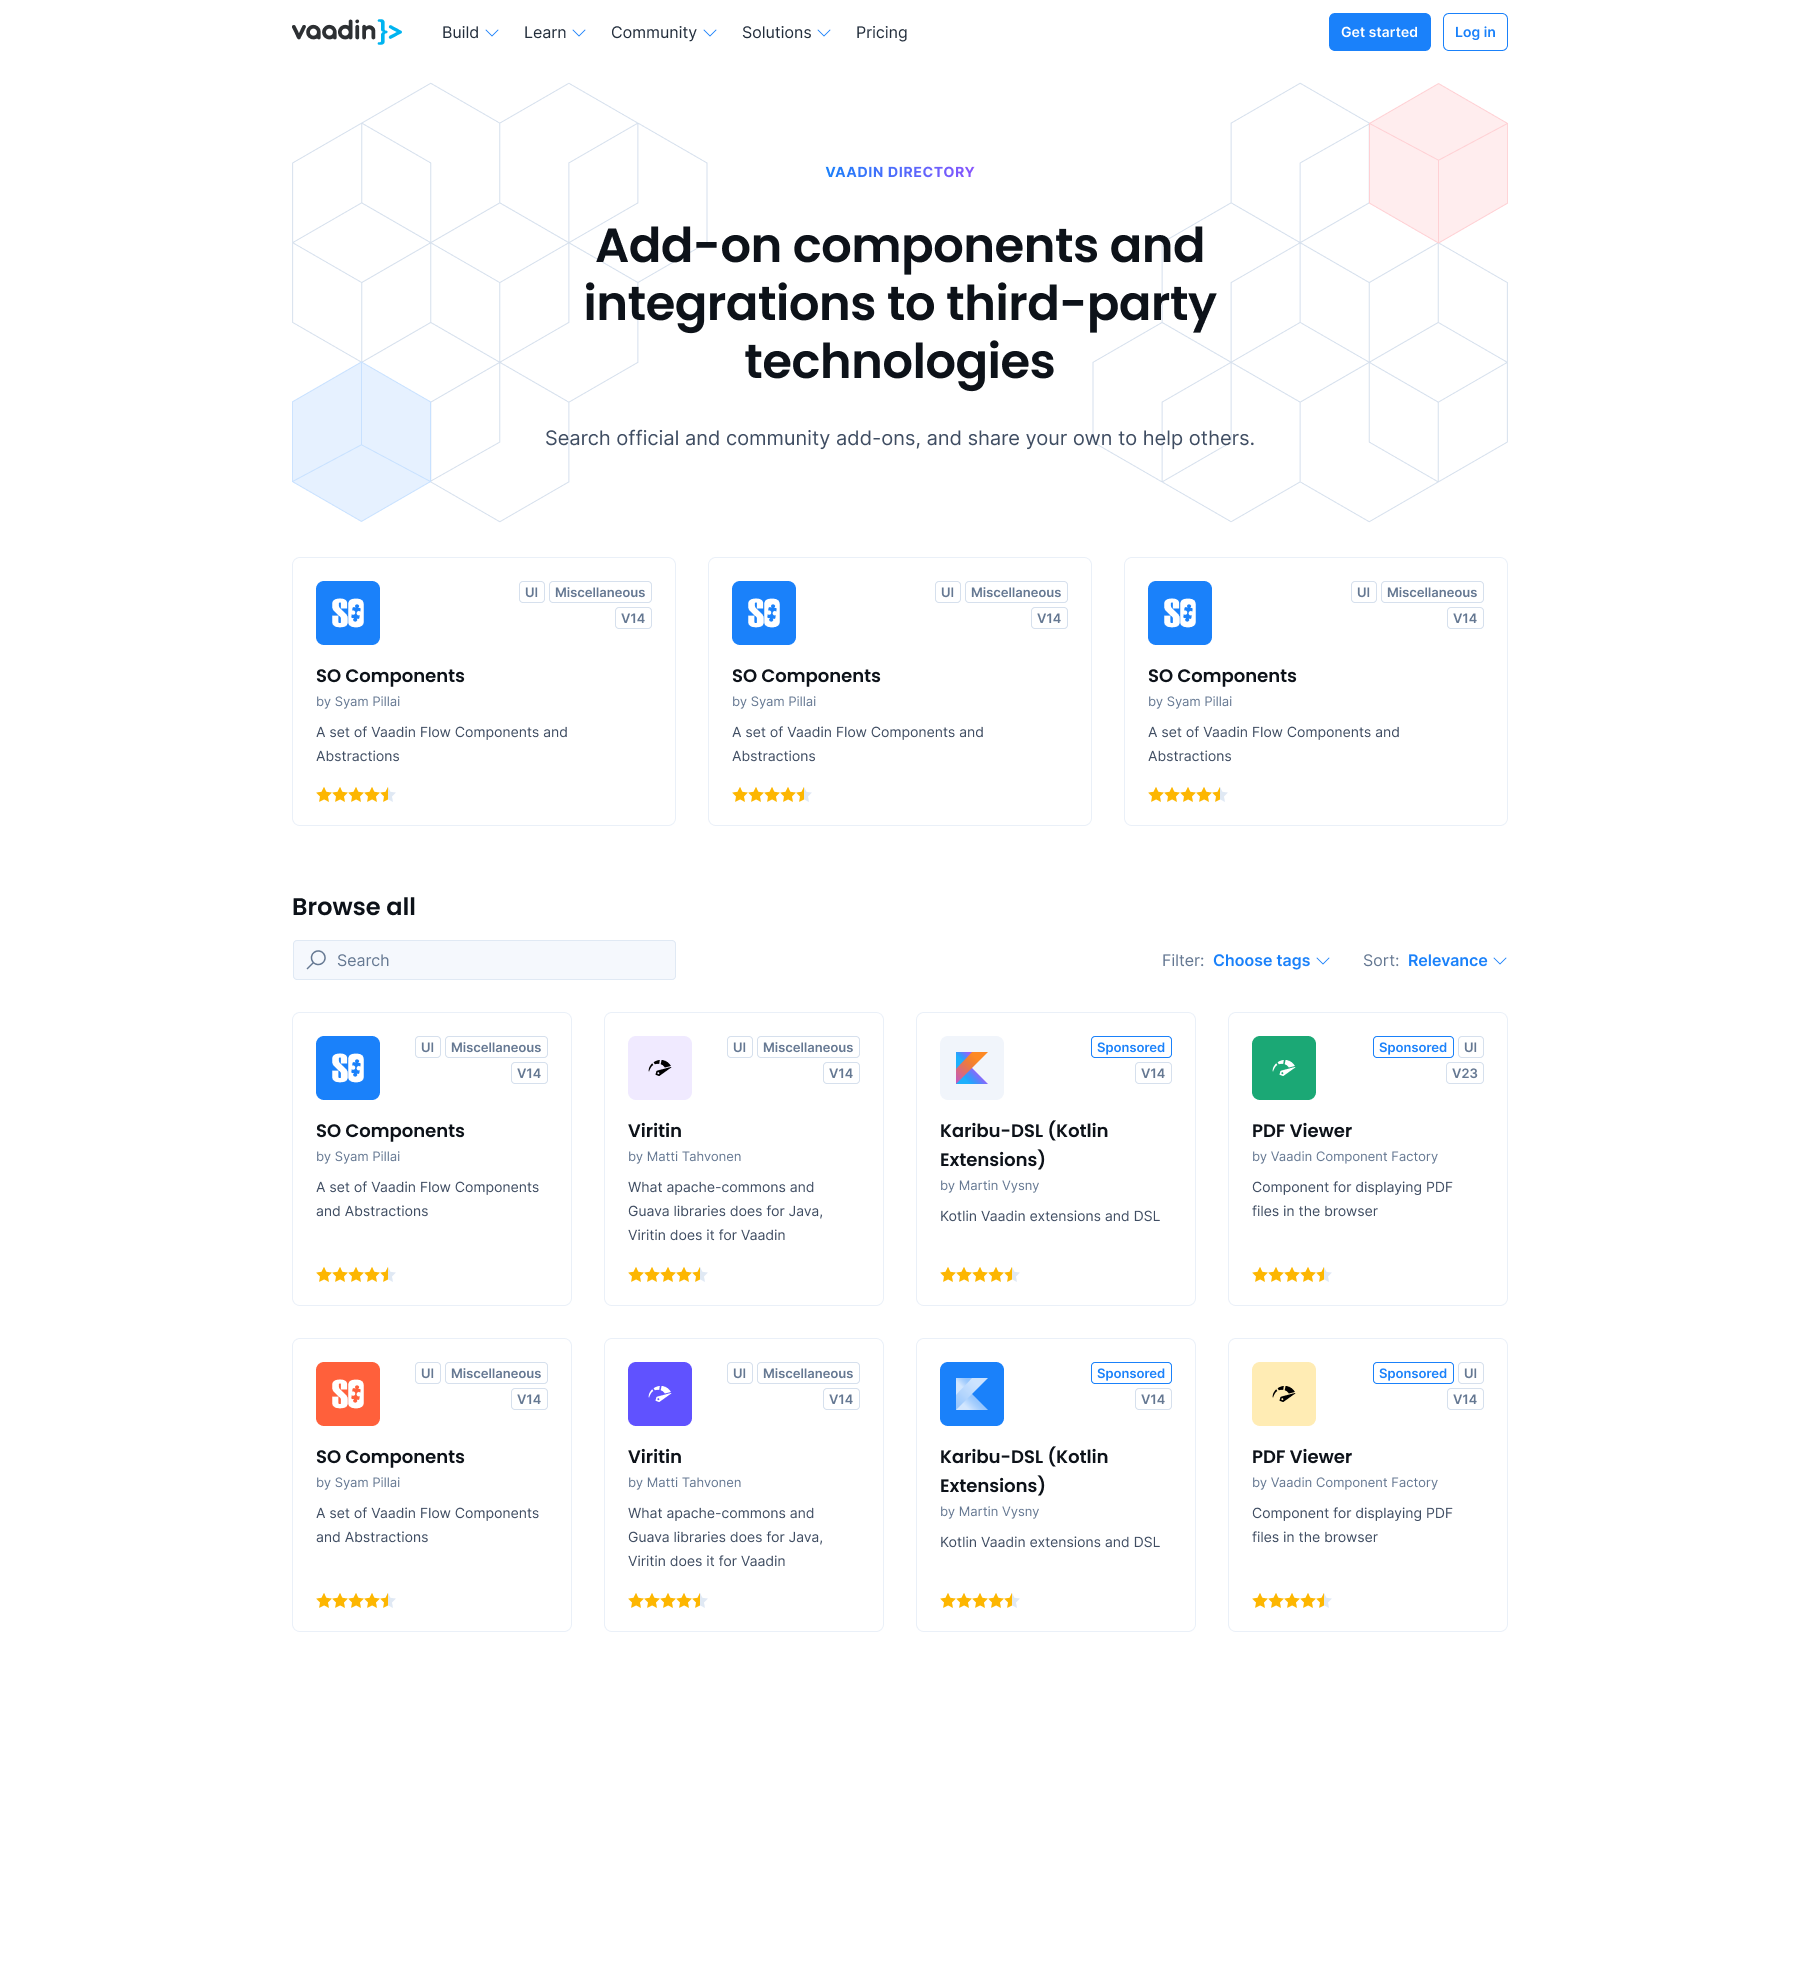 vaadin}>
Build Learn Community Solutions Pricing
Get started Log in
VAADIN DIRECTORY
Add-on components and
integrations to third-party
technologies
Search official and community add-ons, and share your own to help others.
SO
UI Miscellaneous
V14
SO Components
by Syam Pillai
A set of Vaadin Flow Components and
Abstractions
SO
UI Miscellaneous
V14
SO Components
by Syam Pillai
A set of Vaadin Flow Components and
Abstractions
SO
UI Miscellaneous
V14
SO Components
by Syam Pillai
A set of Vaadin Flow Components and
Abstractions
Browse all
Search
Filter: Choose tags
Sort: Relevance
SO
UI Miscellaneous
V14
SO Components
by Syam Pillai
A set of Vaadin Flow Components
and Abstractions
UI Miscellaneous
V14
Viritin
by Matti Tahvonen
What apache-commons and
Guava libraries does for Java,
Viritin does it for Vaadin
Sponsored
V14
Karibu-DSL (Kotlin
Extensions)
by Martin Vysny
Kotlin Vaadin extensions and DSL
Sponsored UI
V23
PDF Viewer
by Vaadin Component Factory
Component for displaying PDF
files in the browser
SO
UI Miscellaneous
V14
SO Components
by Syam Pillai
A set of Vaadin Flow Components
and Abstractions
UI Miscellaneous
V14
Viritin
by Matti Tahvonen
What apache-commons and
Guava libraries does for Java,
Viritin does it for Vaadin
Sponsored
V14
Karibu-DSL (Kotlin
Extensions)
by Martin Vysny
Kotlin Vaadin extensions and DSL
Sponsored UI
V14
PDF Viewer
by Vaadin Component Factory
Component for displaying PDF
files in the browser